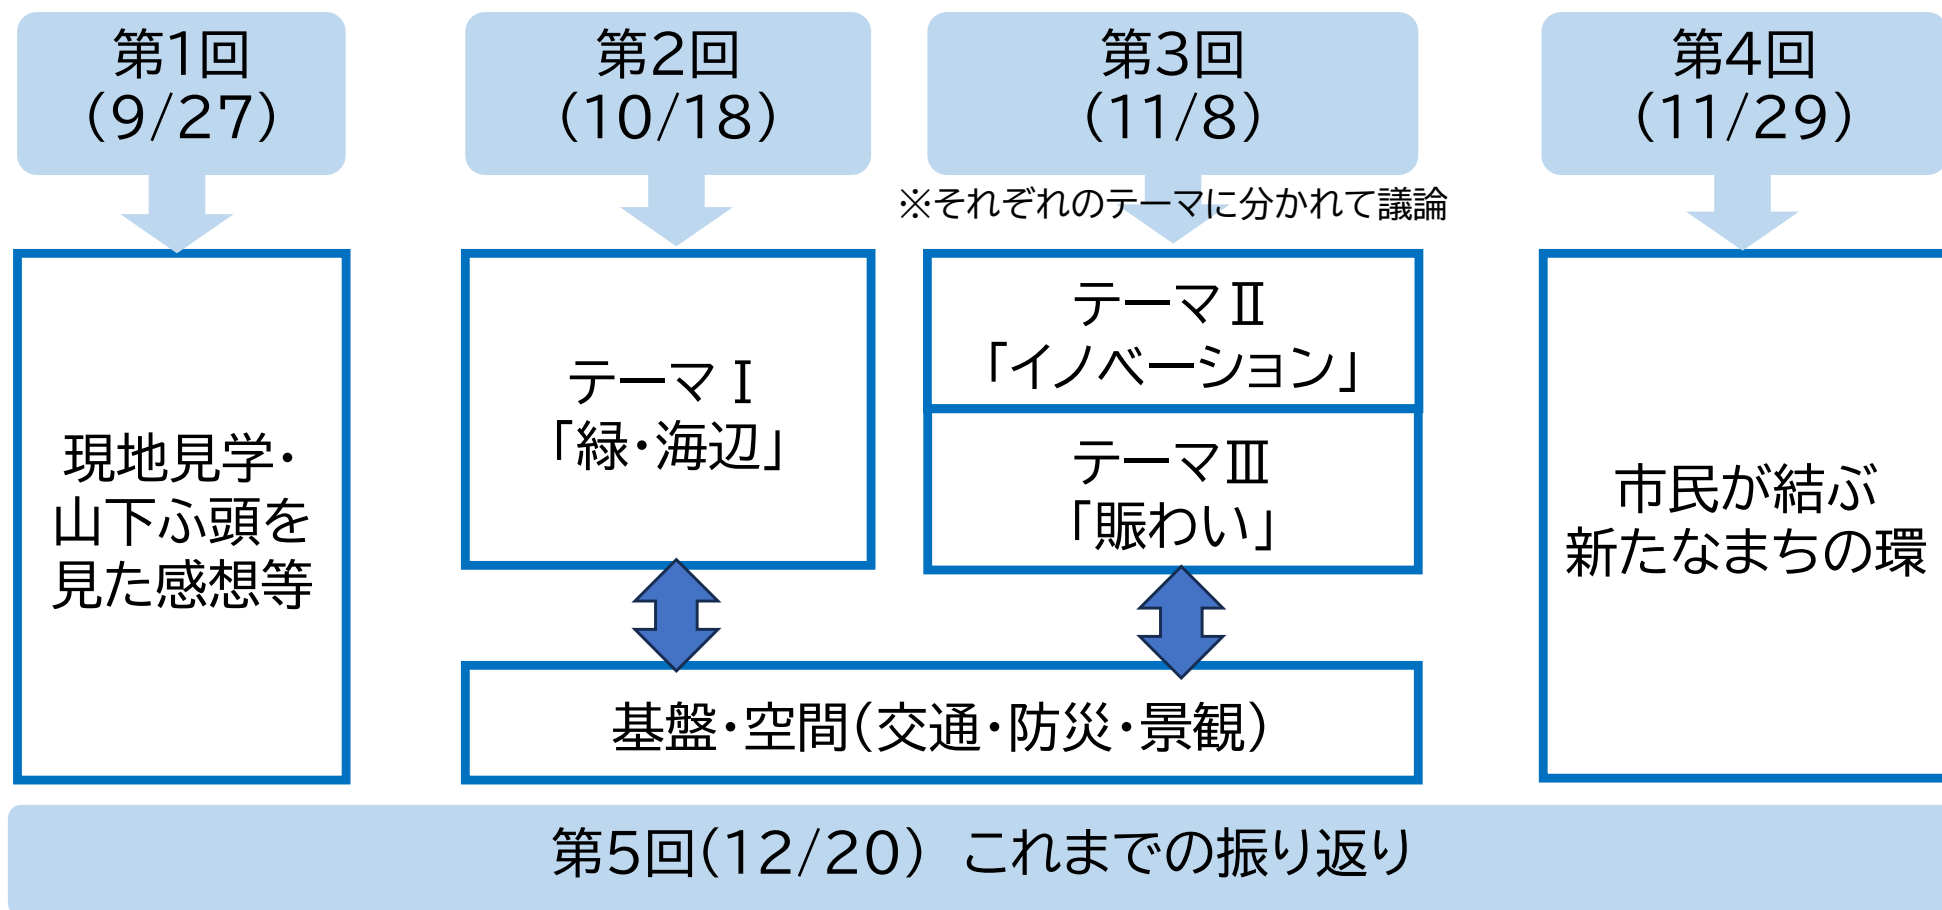 第1回
(9/27)
第2回
(10/18)
第3回
(11/8)
第4回
(11/29)
※それぞれのテーマに分かれて議論
現地見学・
山下ふ頭を
見た感想等
テーマⅠ
「緑・海辺」
テーマⅡ
「イノベーション」
テーマⅢ
「賑わい」
市民が結ぶ
新たなまちの環
基盤・空間(交通・防災・景観)
第5回(12/20) これまでの振り返り